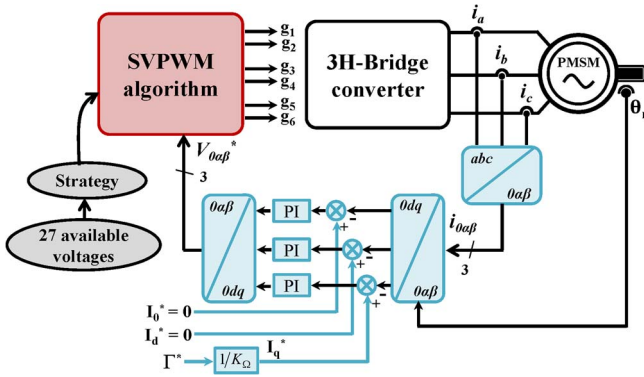 SVPWM
algorithm
g1
g2
g3
g4
g5
g6
3H-Bridge
converter
ia
ib
ic
PMSM
abc
0αβ
V0αβ*
3
Strategy
27 available
voltages
0αβ
0dq
PI
PI
PI
+
-
+
-
+
-
0dq
0αβ
i0αβ
3
I0* = 0
Id* = 0
Γ*
1/KΩ
Iq*